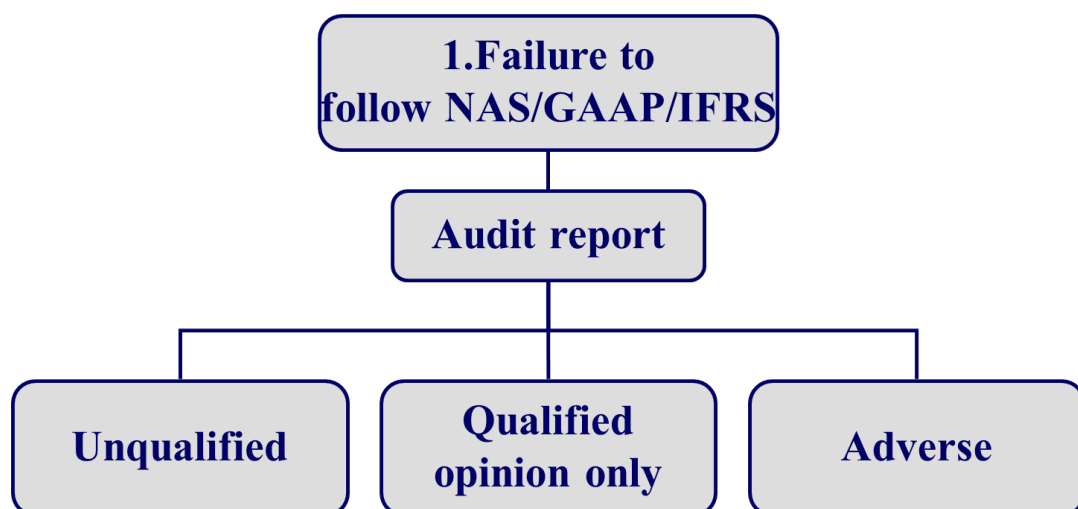 1.Failure to
follow NAS/GAAP/IFRS
Audit report
Unqualified
Qualified
opinion only
Adverse